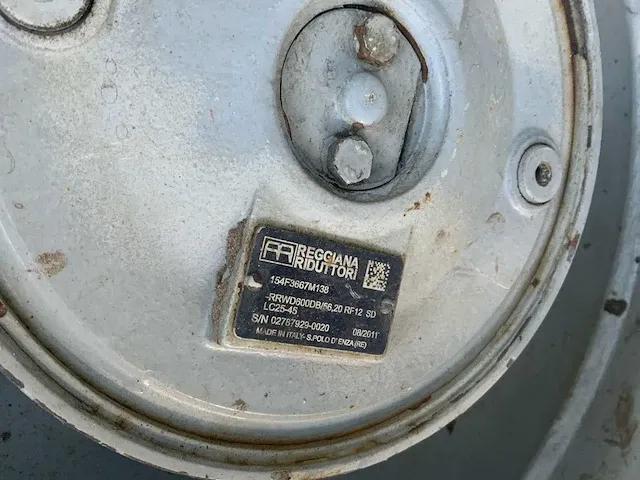 REGGIANA
RIDUTTORI
154F3667M138
-RRWD600DB/56,20 RF12 SD
LC25-45
S/N 02767929-0020 08/2011
MADE IN ITALY- S.POLO D' ENZA (RE)